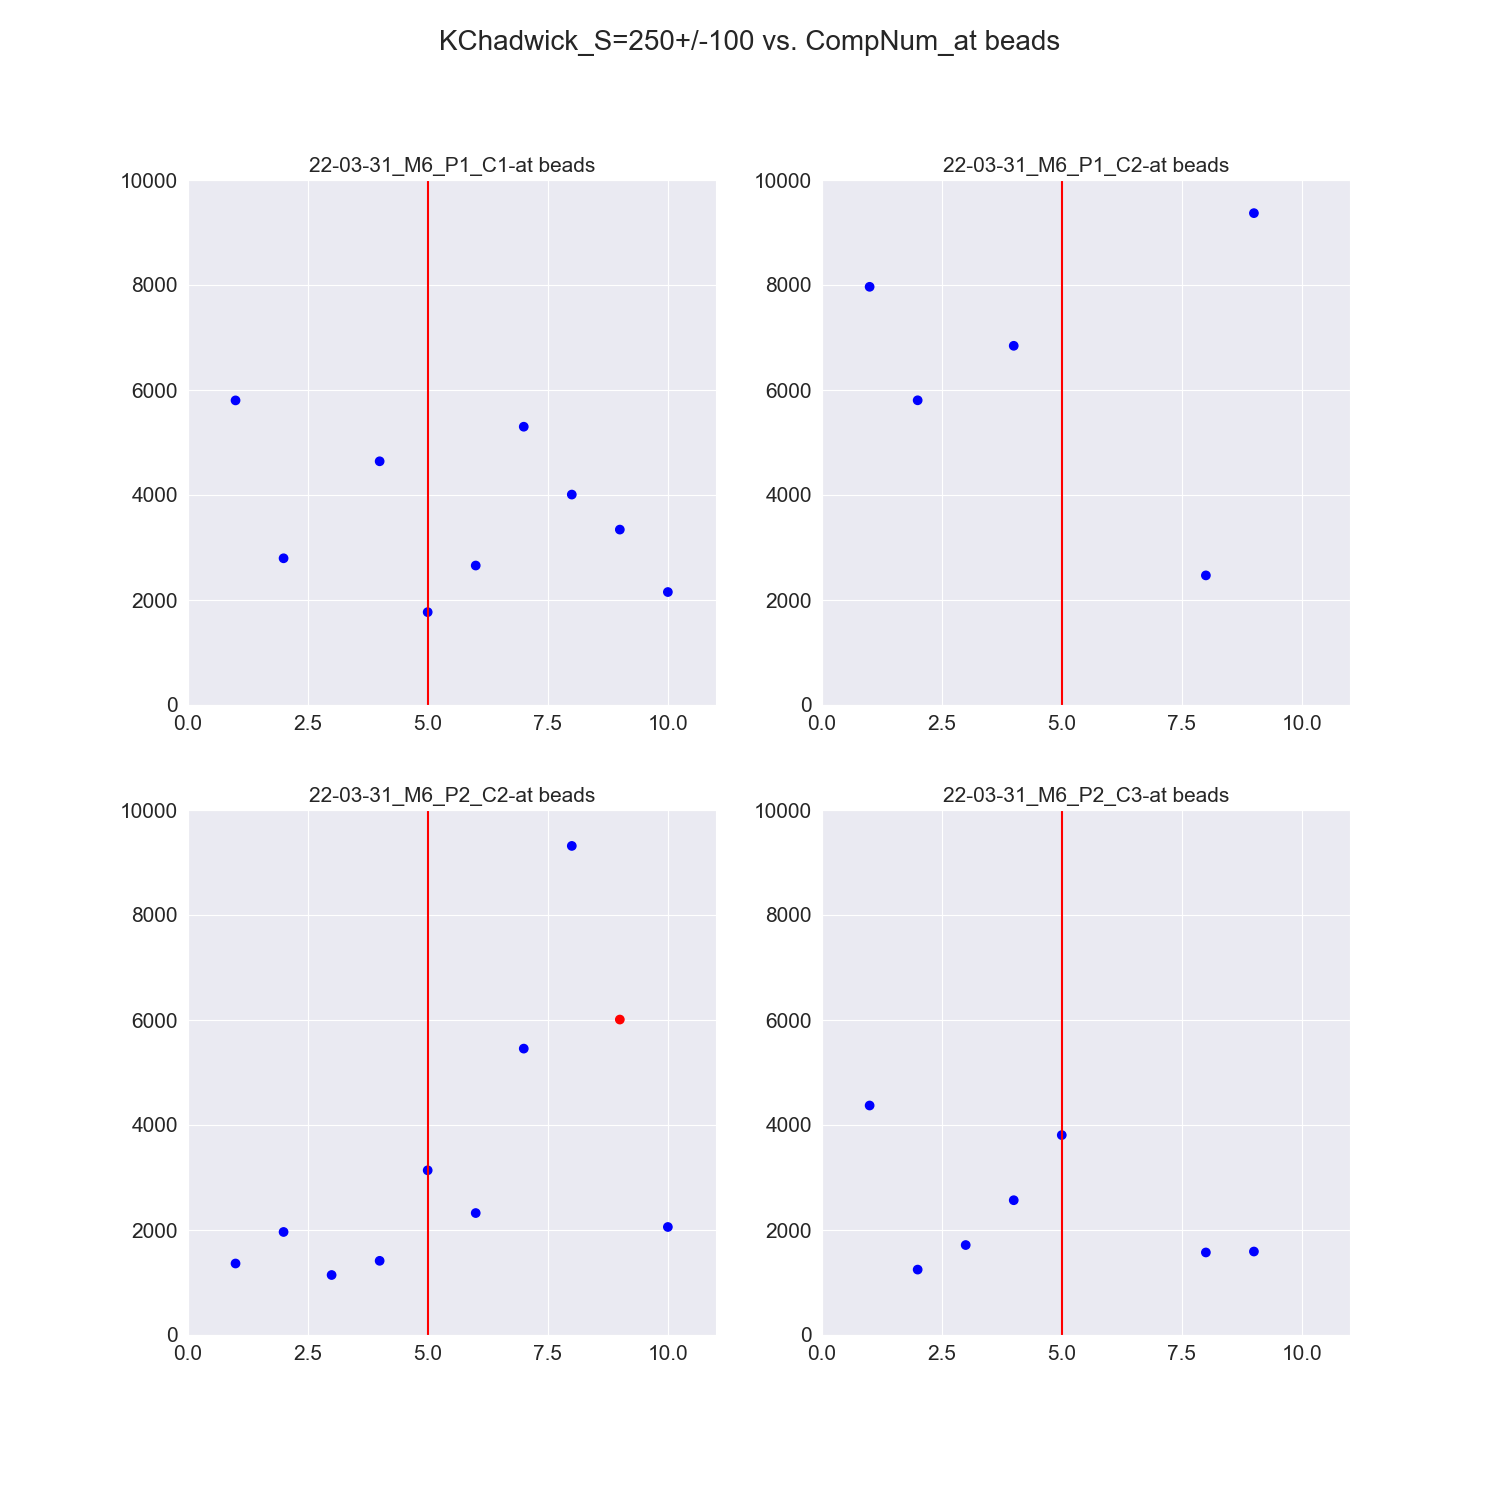 KChadwick_S=250+/-100 vs. CompNum_at beads
22-03-31_M6_P1_C1-at beads
10000
8000
6000
4000
2000
0
0.0 2.5 5.0 7.5 10.0
22-03-31_M6_P1_C2-at beads
10000
8000
6000
4000
2000
0
0.0 2.5 5.0 7.5 10.0
22-03-31_M6_P2_C2-at beads
10000
8000
6000
4000
2000
0
0.0 2.5 5.0 7.5 10.0
22-03-31_M6_P2_C3-at beads
10000
8000
6000
4000
2000
0
0.0 2.5 5.0 7.5 10.0